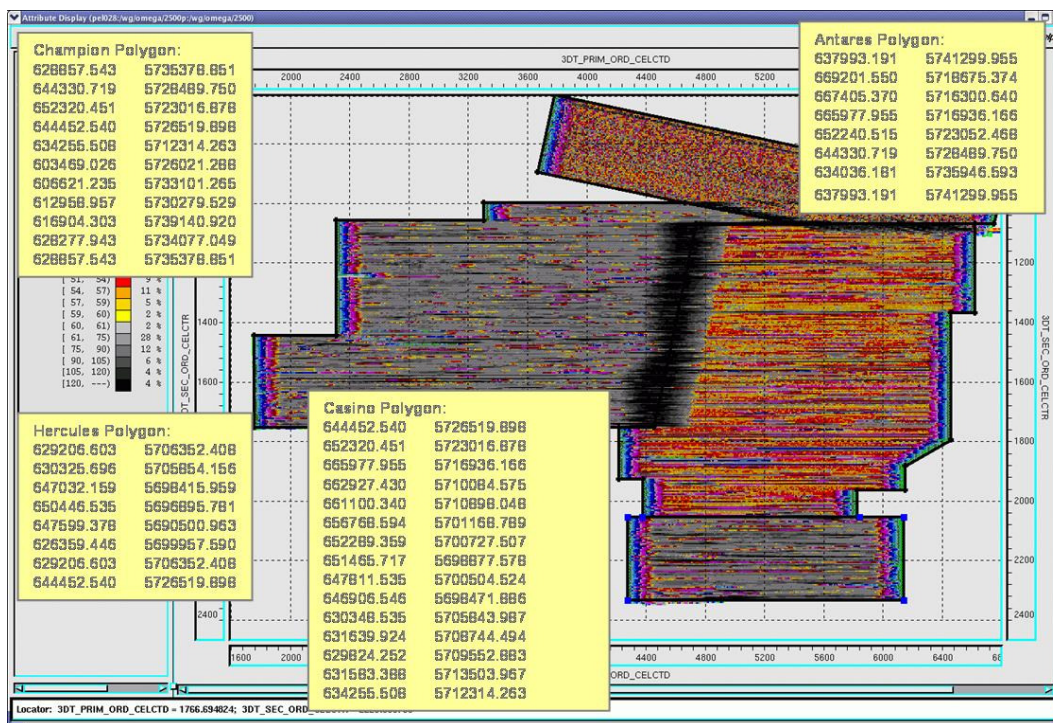 Attribute Display (pel028:/wg/omega/2500p:/wg/omega/2500)
Champion Polygon:
628857.543 5735378.851
644330.719 5728489.750
652320.451 5723016.878
644452.540 5726519.898
634255.508 5712314.263
603469.026 5726021.288
606621.235 5733101.265
612958.957 5730279.529
616904.303 5739140.920
628277.943 5734077.049
628857.543 5735378.851
3DT_PRIM_ORD_CELCTD
2000 2400 2800 3200 3600 4000 4400 4800 5200
Antares Polygon:
637993.191 5741299.955
669201.550 5718675.374
667405.370 5716300.640
665977.955 5716936.166
652240.515 5723052.468
644330.719 5728489.750
634036.181 5735946.593
637993.191 5741299.955
[ 51, 54) 9 %
[ 54, 57) 11 %
[ 57, 59) 5 %
[ 59, 60) 2 %
[ 60, 61) 2 %
[ 61, 75) 28 %
[ 75, 90) 12 %
[ 90, 105) 6 %
[105, 120) 4 %
[120, ---) 4 %
1400
1600
2400
3DT_SEC_ORD_CELCTR
1200
1400
1600
1800
2000
2200
2400
3DT_SEC_ORD_CELCTR
Hercules Polygon:
629206.603 5706352.408
630325.696 5705854.156
647032.159 5698415.959
650446.535 5696895.781
647599.378 5690500.963
626359.446 5699957.590
629206.603 5706352.408
644452.540 5726519.898
Casino Polygon:
644452.540 5726519.898
652320.451 5723016.878
665977.955 5716936.166
662927.430 5710084.575
661100.340 5710898.048
656768.594 5701168.789
652289.359 5700727.507
651465.717 5698877.578
647811.535 5700504.524
646906.546 5698471.886
630348.535 5705843.987
631639.924 5708744.494
629824.252 5709552.883
631583.388 5713503.967
634255.508 5712314.263
1600 2000 4400 4800 5200 5600 6000 6400
ORD_CELCTD
Locator: 3DT_PRIM_ORD_CELCTD = 1766.694824; 3DT_SEC_ORD